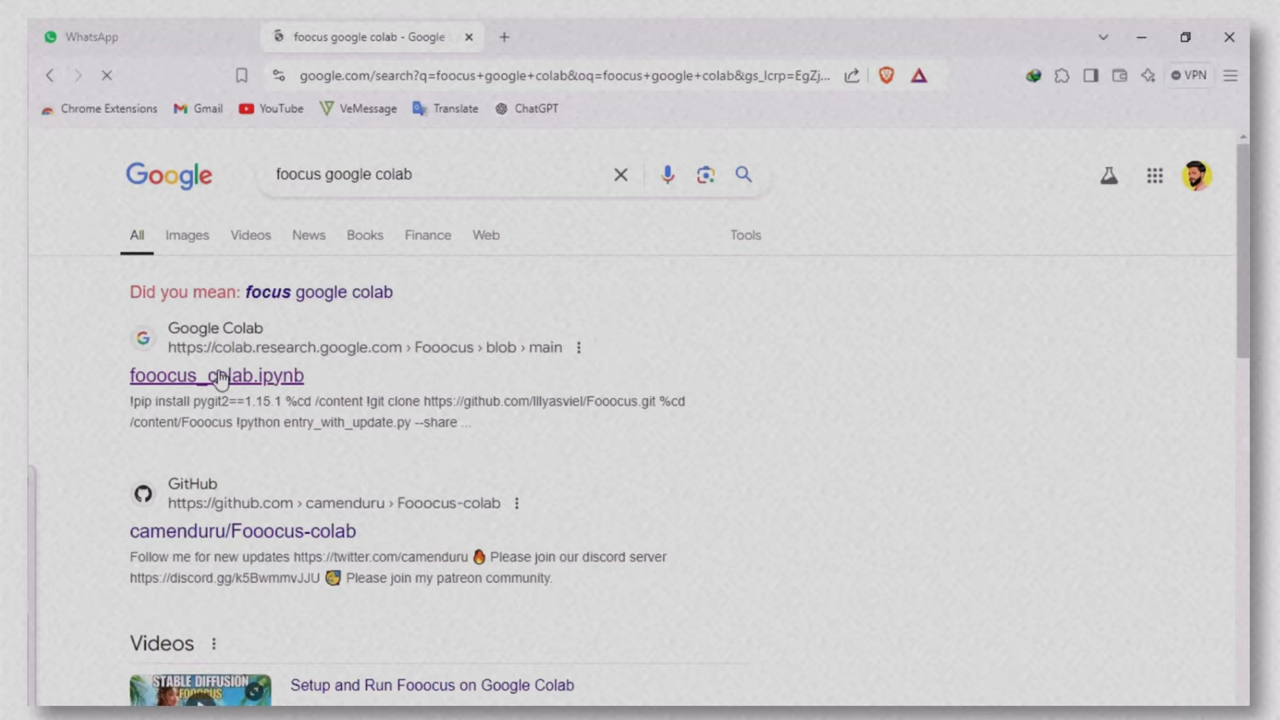 WhatsApp
foocus google colab - Google
google.com/search?q=foocus+google+colab&oq=foocus+google+colab&gs_lcrp=EgZj...
VPN
Chrome Extensions
Gmail
YouTube
VeMessage
Translate
ChatGPT
Google
foocus google colab
All
Images
Videos
News
Books
Finance
Web
Tools
Did you mean: focus google colab
Google Colab
https://colab.research.google.com › Fooocus › blob › main
fooocus_colab.ipynb
!pip install pygit2==1.15.1 %cd /content !git clone https://github.com/lllyasviel/Fooocus.git %cd
/content/Fooocus !python entry_with_update.py --share ...
GitHub
https://github.com › camenduru › Fooocus-colab
camenduru/Fooocus-colab
Follow me for new updates https://twitter.com/camenduru 🔥 Please join our discord server
https://discord.gg/k5BwmmvJJU 🥳 Please join my patreon community.
Videos
STABLE DIFFUSION
FOOOCUS
Setup and Run Fooocus on Google Colab